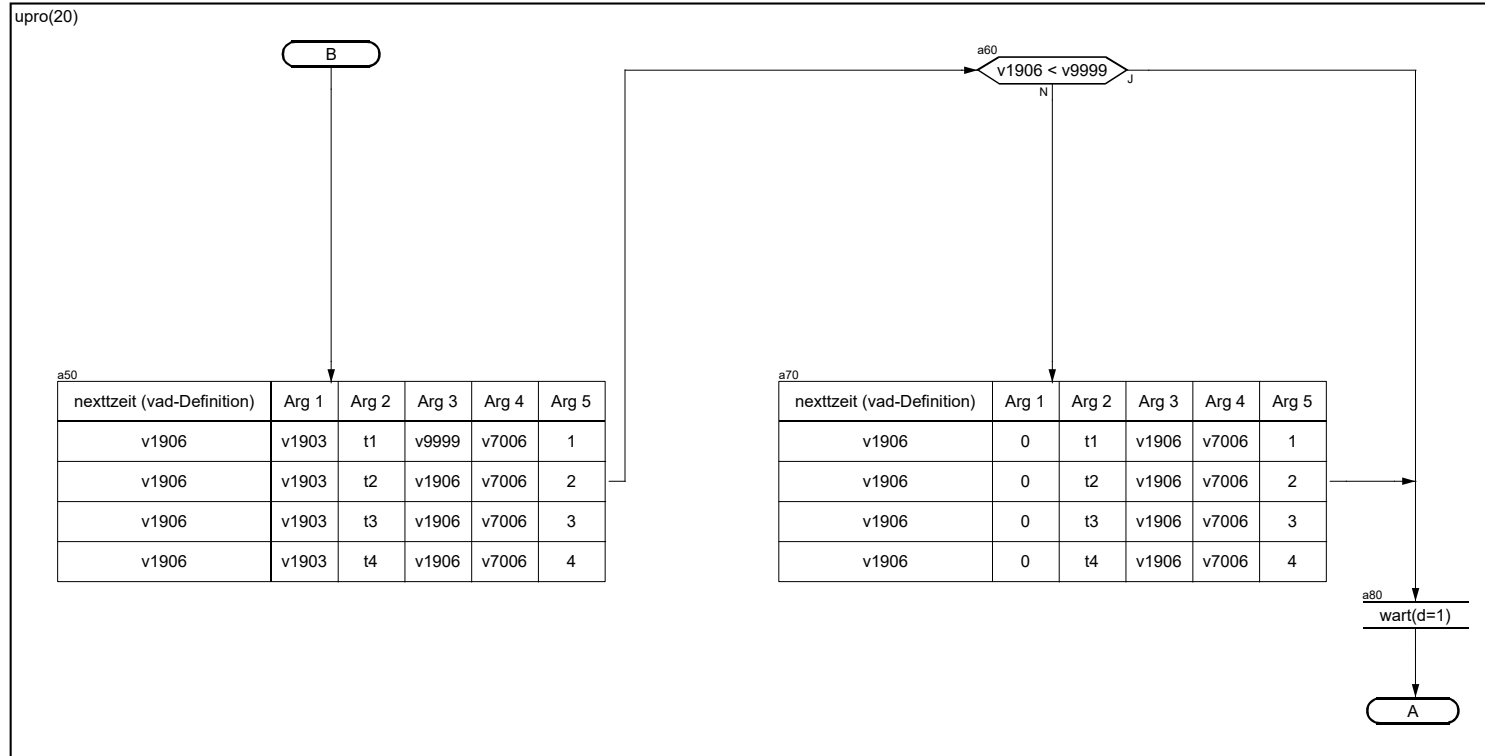 upro(20)
B
a60
v1906 < v9999
N
J
a50
nexttzeit (vad-Definition) Arg 1 Arg 2 Arg 3 Arg 4 Arg 5
v1906 v1903 t1 v9999 v7006 1
v1906 v1903 t2 v1906 v7006 2
v1906 v1903 t3 v1906 v7006 3
v1906 v1903 t4 v1906 v7006 4
a70
nexttzeit (vad-Definition) Arg 1 Arg 2 Arg 3 Arg 4 Arg 5
v1906 0 t1 v1906 v7006 1
v1906 0 t2 v1906 v7006 2
v1906 0 t3 v1906 v7006 3
v1906 0 t4 v1906 v7006 4
a80
wart(d=1)
A